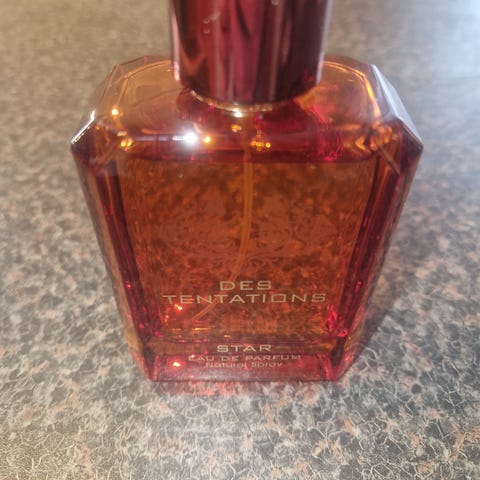 DES
TENTATIONS
STAR
EAU DE PARFUM
Natural Spray